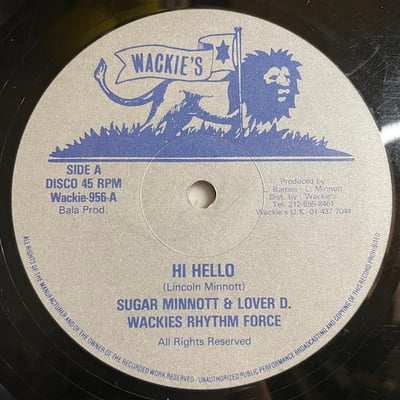 WACKIE'S
SIDE A
DISCO 45 RPM
Wackie-956-A
Bala Prod.
Produced by
L. Barnes - L. Minnott
Dist. by : Wackie's
Tel: 212-656-8461
Wackie's U.K. -01-437 7044
HI HELLO
(Lincoln Minnott)
SUGAR MINNOTT & LOVER D.
WACKIES RHYTHM FORCE
All Rights Reserved
ALL RIGHTS OF THE MANUFACTURER AND OF THE OWNER OF THE RECORDED WORK RESERVED - UNAUTHORIZED PUBLIC PERFORMANCE BROADCASTING AND COPYING OF THIS RECORD PROHIBITED